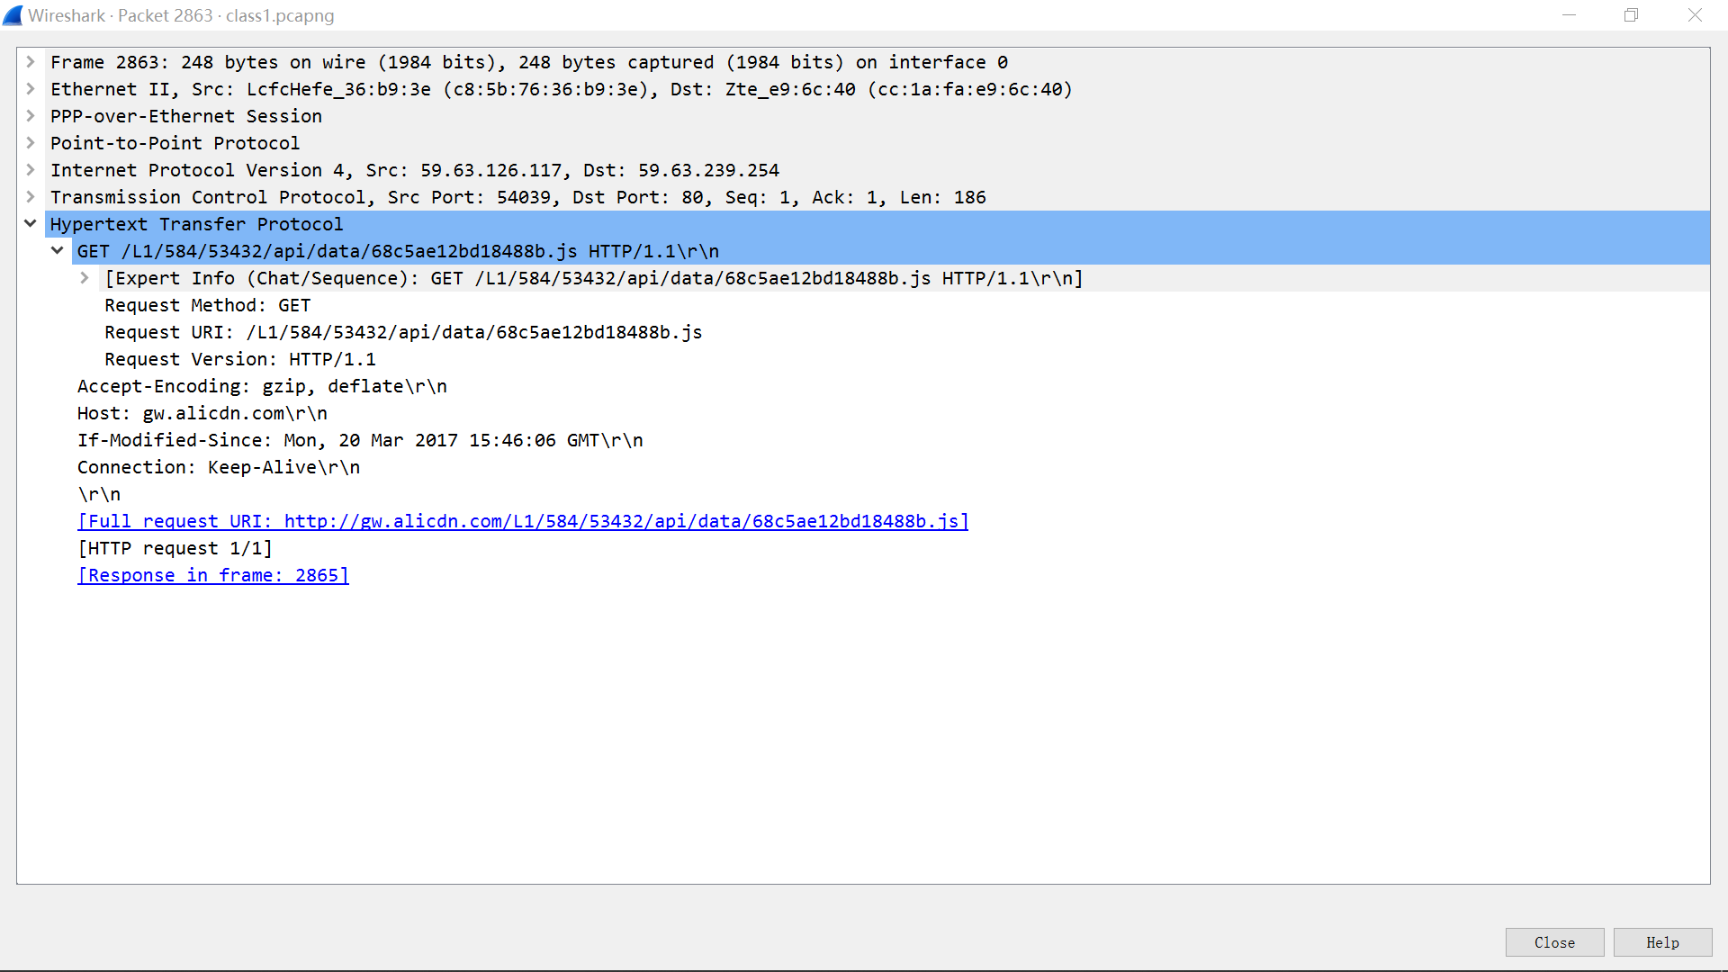 Wireshark · Packet 2863 · class1.pcapng
Frame 2863: 248 bytes on wire (1984 bits), 248 bytes captured (1984 bits) on interface 0
Ethernet II, Src: LcfcHefe_36:b9:3e (c8:5b:76:36:b9:3e), Dst: Zte_e9:6c:40 (cc:1a:fa:e9:6c:40)
PPP-over-Ethernet Session
Point-to-Point Protocol
Internet Protocol Version 4, Src: 59.63.126.117, Dst: 59.63.239.254
Transmission Control Protocol, Src Port: 54039, Dst Port: 80, Seq: 1, Ack: 1, Len: 186
Hypertext Transfer Protocol
GET /L1/584/53432/api/data/68c5ae12bd18488b.js HTTP/1.1\r\n
[Expert Info (Chat/Sequence): GET /L1/584/53432/api/data/68c5ae12bd18488b.js HTTP/1.1\r\n]
Request Method: GET
Request URI: /L1/584/53432/api/data/68c5ae12bd18488b.js
Request Version: HTTP/1.1
Accept-Encoding: gzip, deflate\r\n
Host: gw.alicdn.com\r\n
If-Modified-Since: Mon, 20 Mar 2017 15:46:06 GMT\r\n
Connection: Keep-Alive\r\n
\r\n
[Full request URI: http://gw.alicdn.com/L1/584/53432/api/data/68c5ae12bd18488b.js]
[HTTP request 1/1]
[Response in frame: 2865]
Close
Help